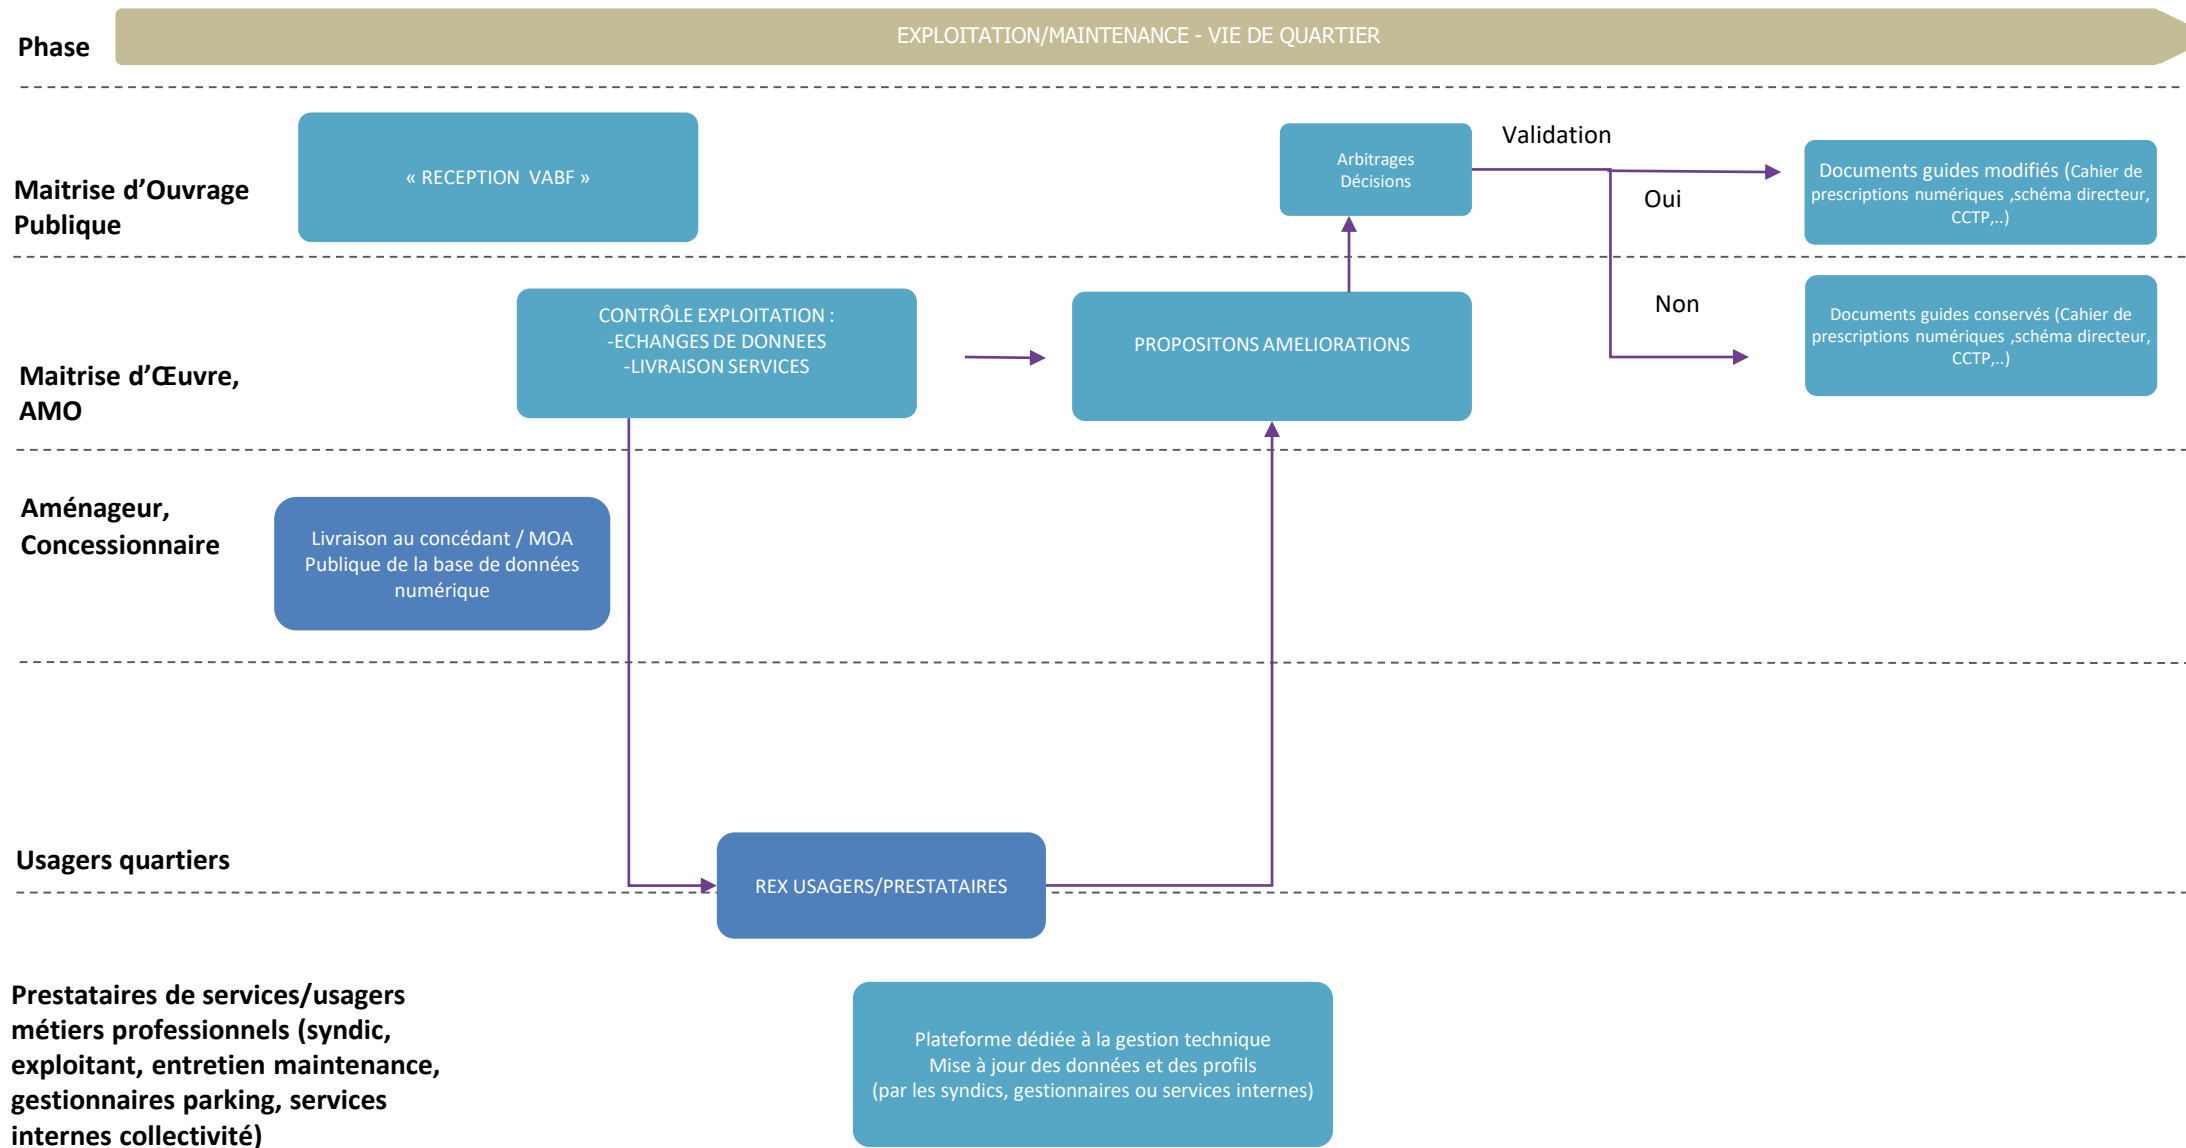 Phase
EXPLOITATION/MAINTENANCE - VIE DE QUARTIER
Maitrise d’Ouvrage
Publique
« RECEPTION VABF »
Arbitrages
Décisions
Validation
Oui
Documents guides modifiés (Cahier de
prescriptions numériques ,schéma directeur,
CCTP,..)
Maitrise d’Œuvre,
AMO
CONTRÔLE EXPLOITATION :
-ECHANGES DE DONNEES
-LIVRAISON SERVICES
PROPOSITONS AMELIORATIONS
Non
Documents guides conservés (Cahier de
prescriptions numériques ,schéma directeur,
CCTP,..)
Aménageur,
Concessionnaire
Livraison au concédant / MOA
Publique de la base de données
numérique
Usagers quartiers
REX USAGERS/PRESTATAIRES
Prestataires de services/usagers
métiers professionnels (syndic,
exploitant, entretien maintenance,
gestionnaires parking, services
internes collectivité)
Plateforme dédiée à la gestion technique
Mise à jour des données et des profils
(par les syndics, gestionnaires ou services internes)